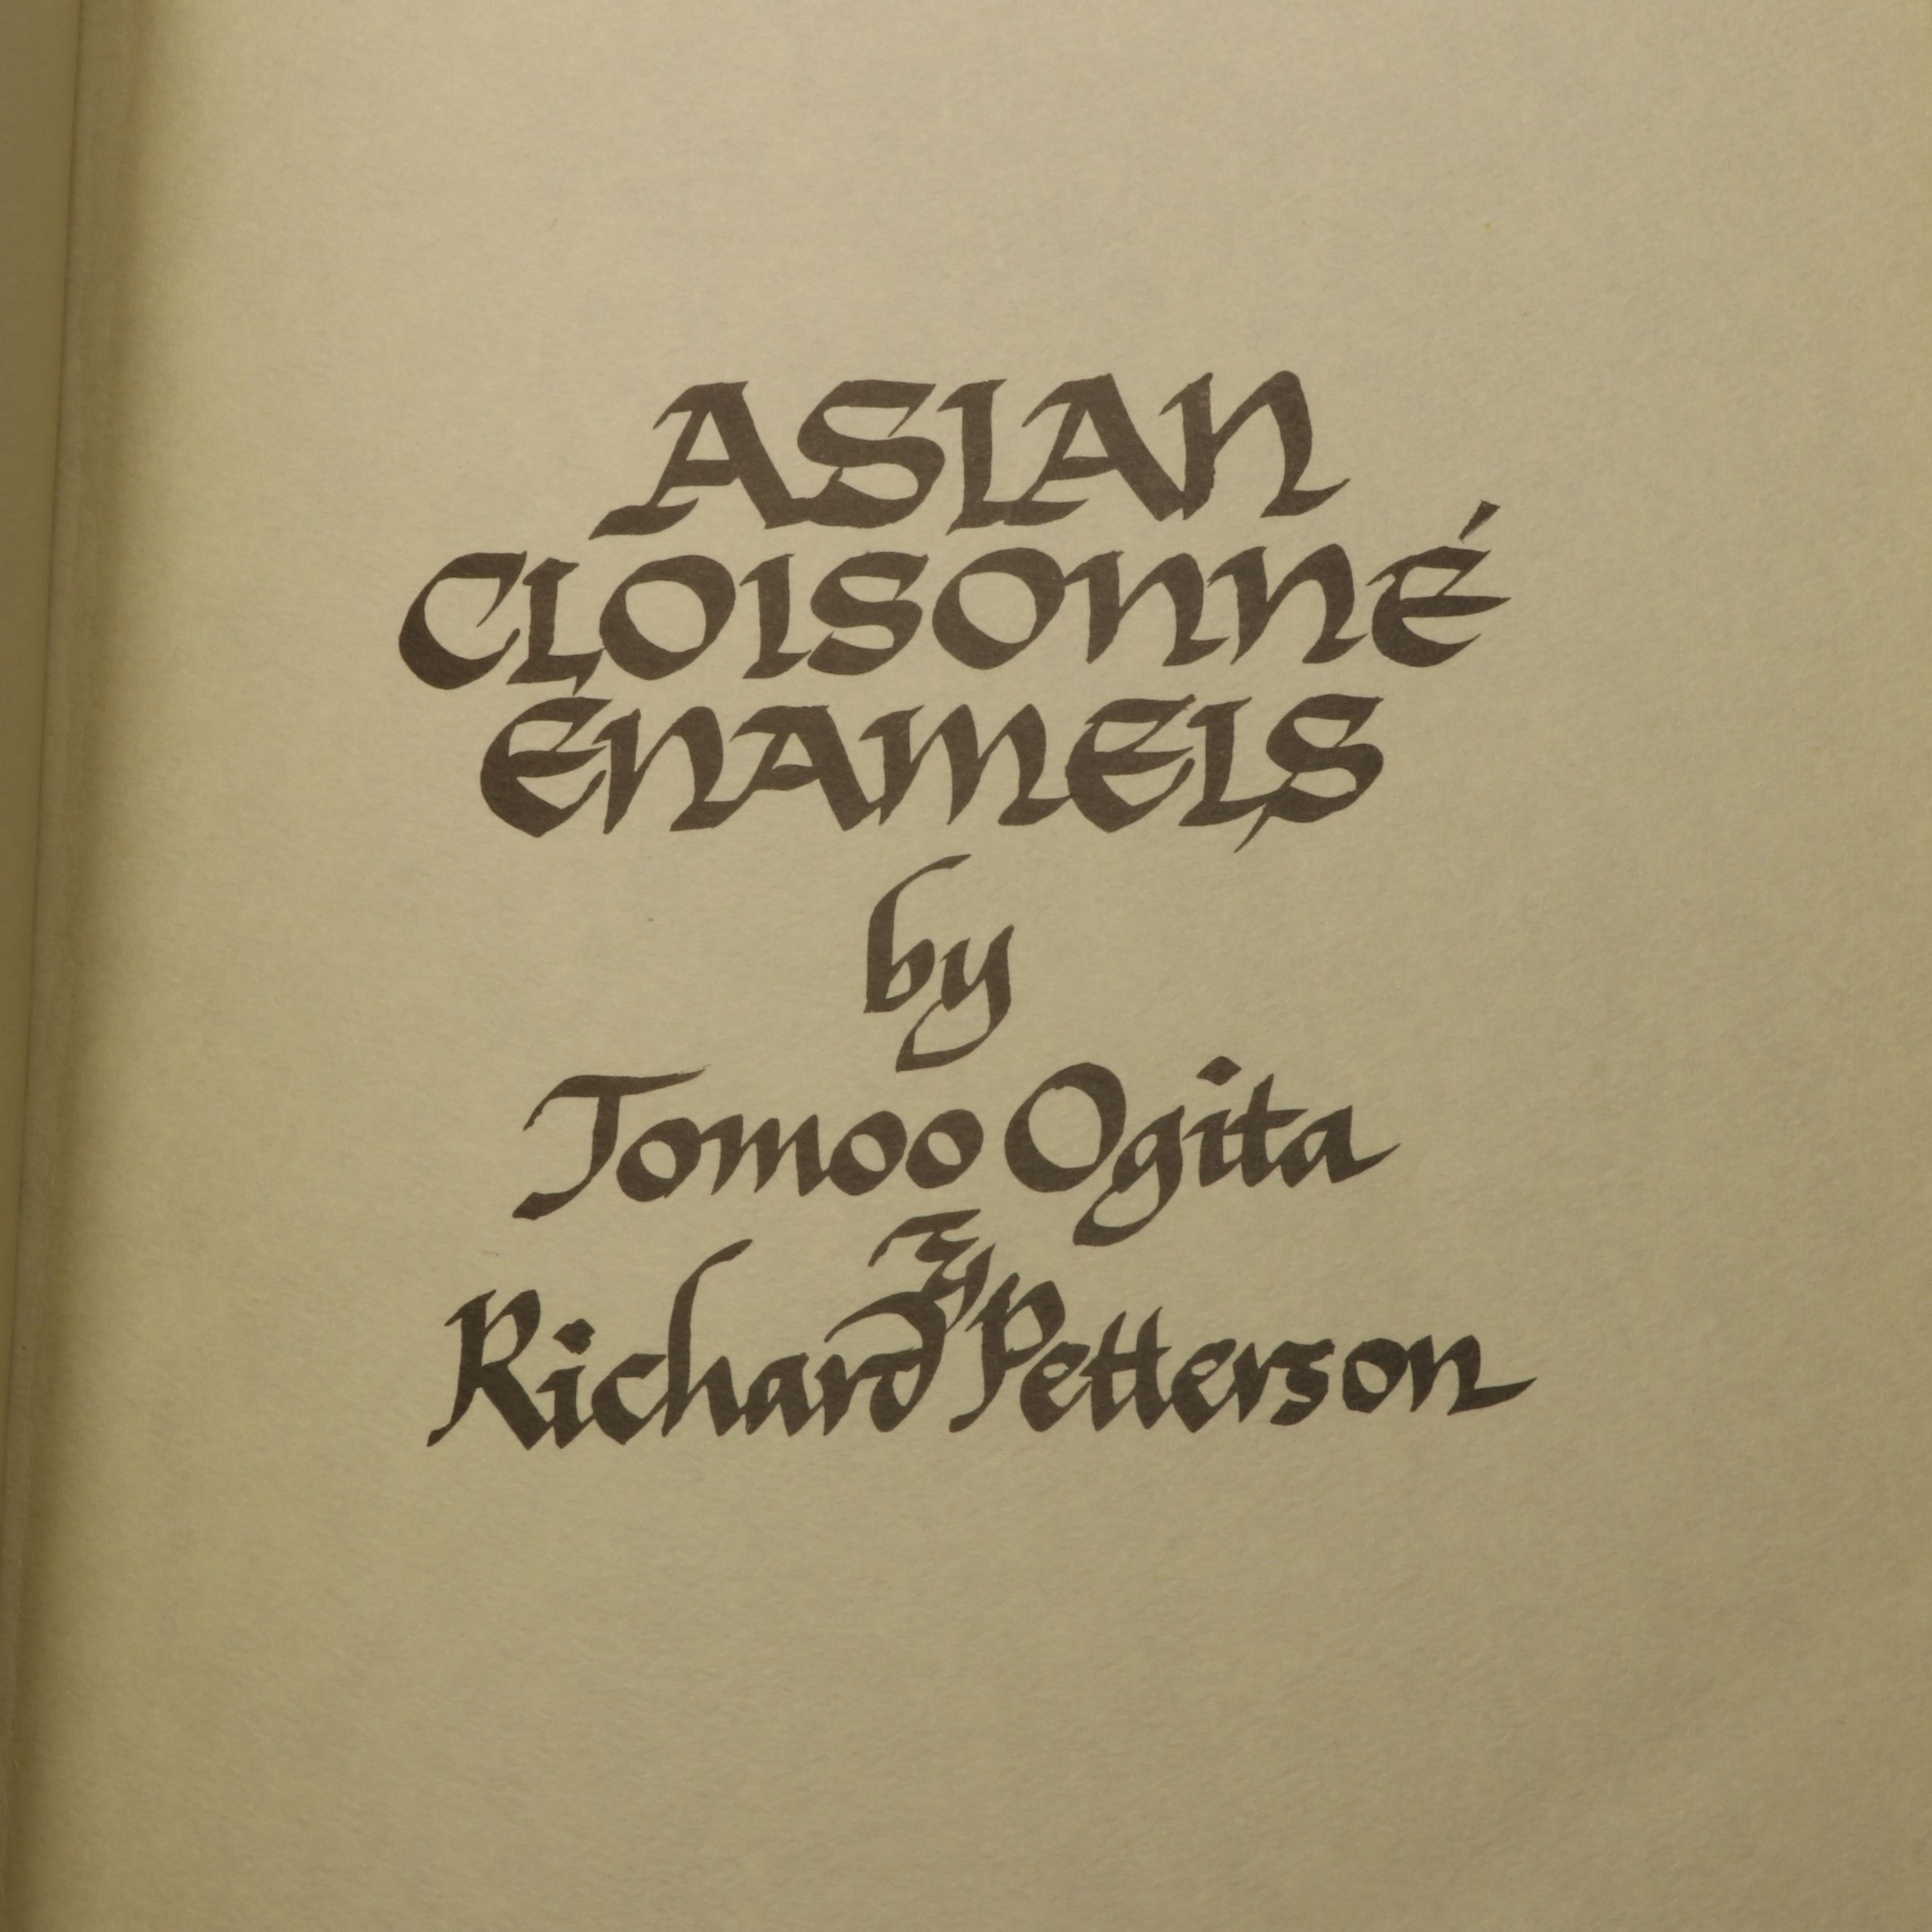 ASIAN
CLOISONNÉ
ENAMELS
by
Tomoo Ogita
&
Richard Petterson